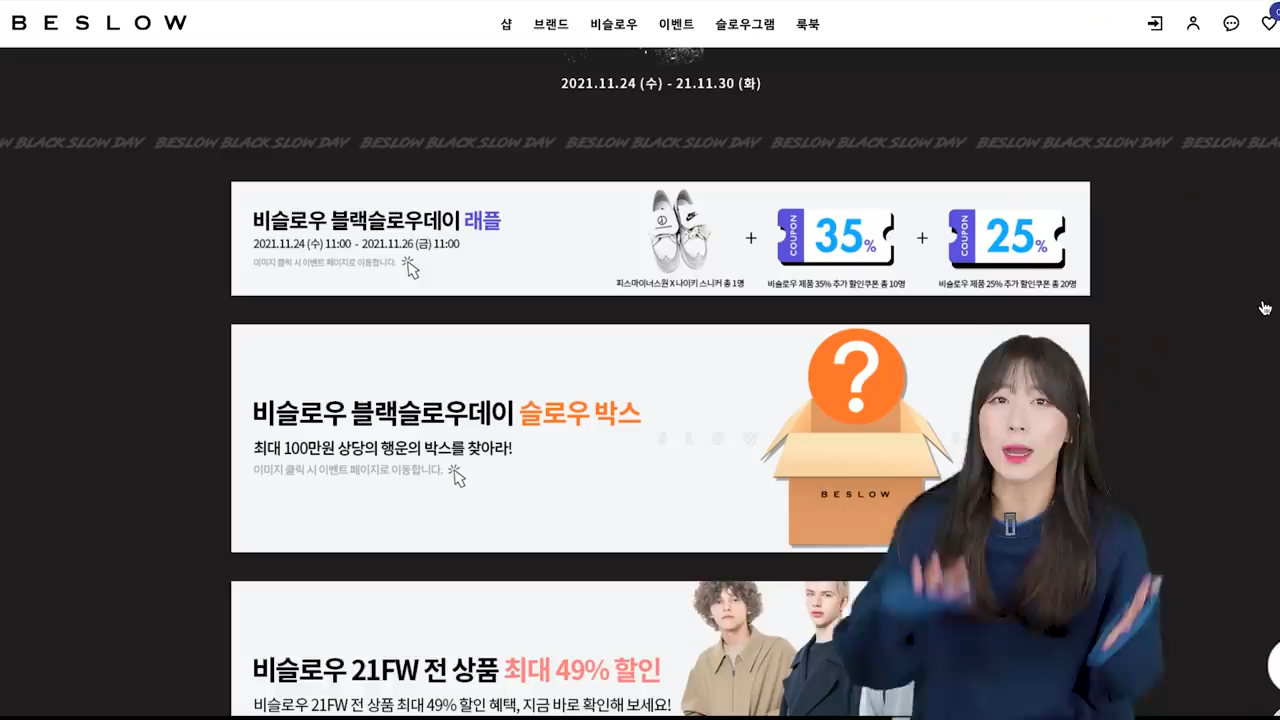 BESLOW
샵 브랜드 비슬로우 이벤트 슬로우그램 룩북
2021.11.24 (수) - 21.11.30 (화)
W BLACK SLOW DAY BESLOW BLACK SLOW DAY BESLOW BLACK SLOW DAY BESLOW BLACK SLOW DAY BESLOW BLACK SLOW DAY BESLOW BLACK SLOW DAY BESLOW BLA
비슬로우 블랙슬로우데이 래플
2021.11.24 (수) 11:00 - 2021.11.26 (금) 11:00
이미지 클릭 시 이벤트 페이지로 이동합니다.
+ COUPON 35% + COUPON 25%
피스마이너스원 X 나이키 스니커 총 1명
비슬로우 제품 35% 추가 할인쿠폰 총 10명
비슬로우 제품 25% 추가 할인쿠폰 총 20명
?
비슬로우 블랙슬로우데이 슬로우 박스
최대 100만원 상당의 행운의 박스를 찾아라!
이미지 클릭 시 이벤트 페이지로 이동합니다.
SLOW
BESLOW
비슬로우 21FW 전 상품 최대 49% 할인
비슬로우 21FW 전 상품 최대 49% 할인 혜택, 지금 바로 확인해 보세요!